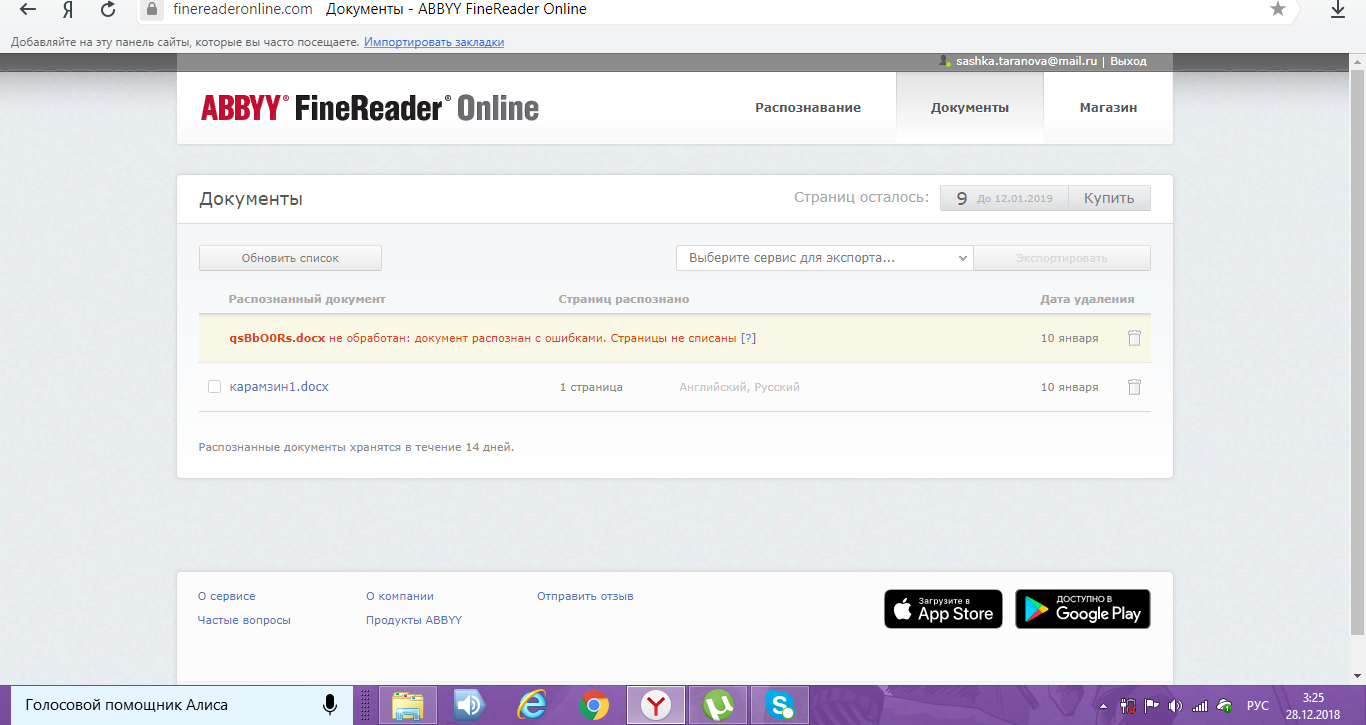 Я finereaderonline.com Документы - ABBYY FineReader Online
Добавляйте на эту панель сайты, которые вы часто посещаете. Импортировать закладки
sashka.taranova@mail.ru | Выход
ABBYY® FineReader® Online Распознавание Документы Магазин
Документы Страниц осталось: 9 До 12.01.2019 Купить
Обновить список Выберите сервис для экспорта... Экспортировать
Распознанный документ Страниц распознано Дата удаления
qsBbO0Rs.docx не обработан: документ распознан с ошибками. Страницы не списаны [?] 10 января
карамзин1.docx 1 страница Английский, Русский 10 января
Распознанные документы хранятся в течение 14 дней.
О сервисе О компании Отправить отзыв Загрузите в App Store ДОСТУПНО В Google Play
Частые вопросы Продукты ABBYY
Голосовой помощник Алиса РУС 3:25
28.12.2018